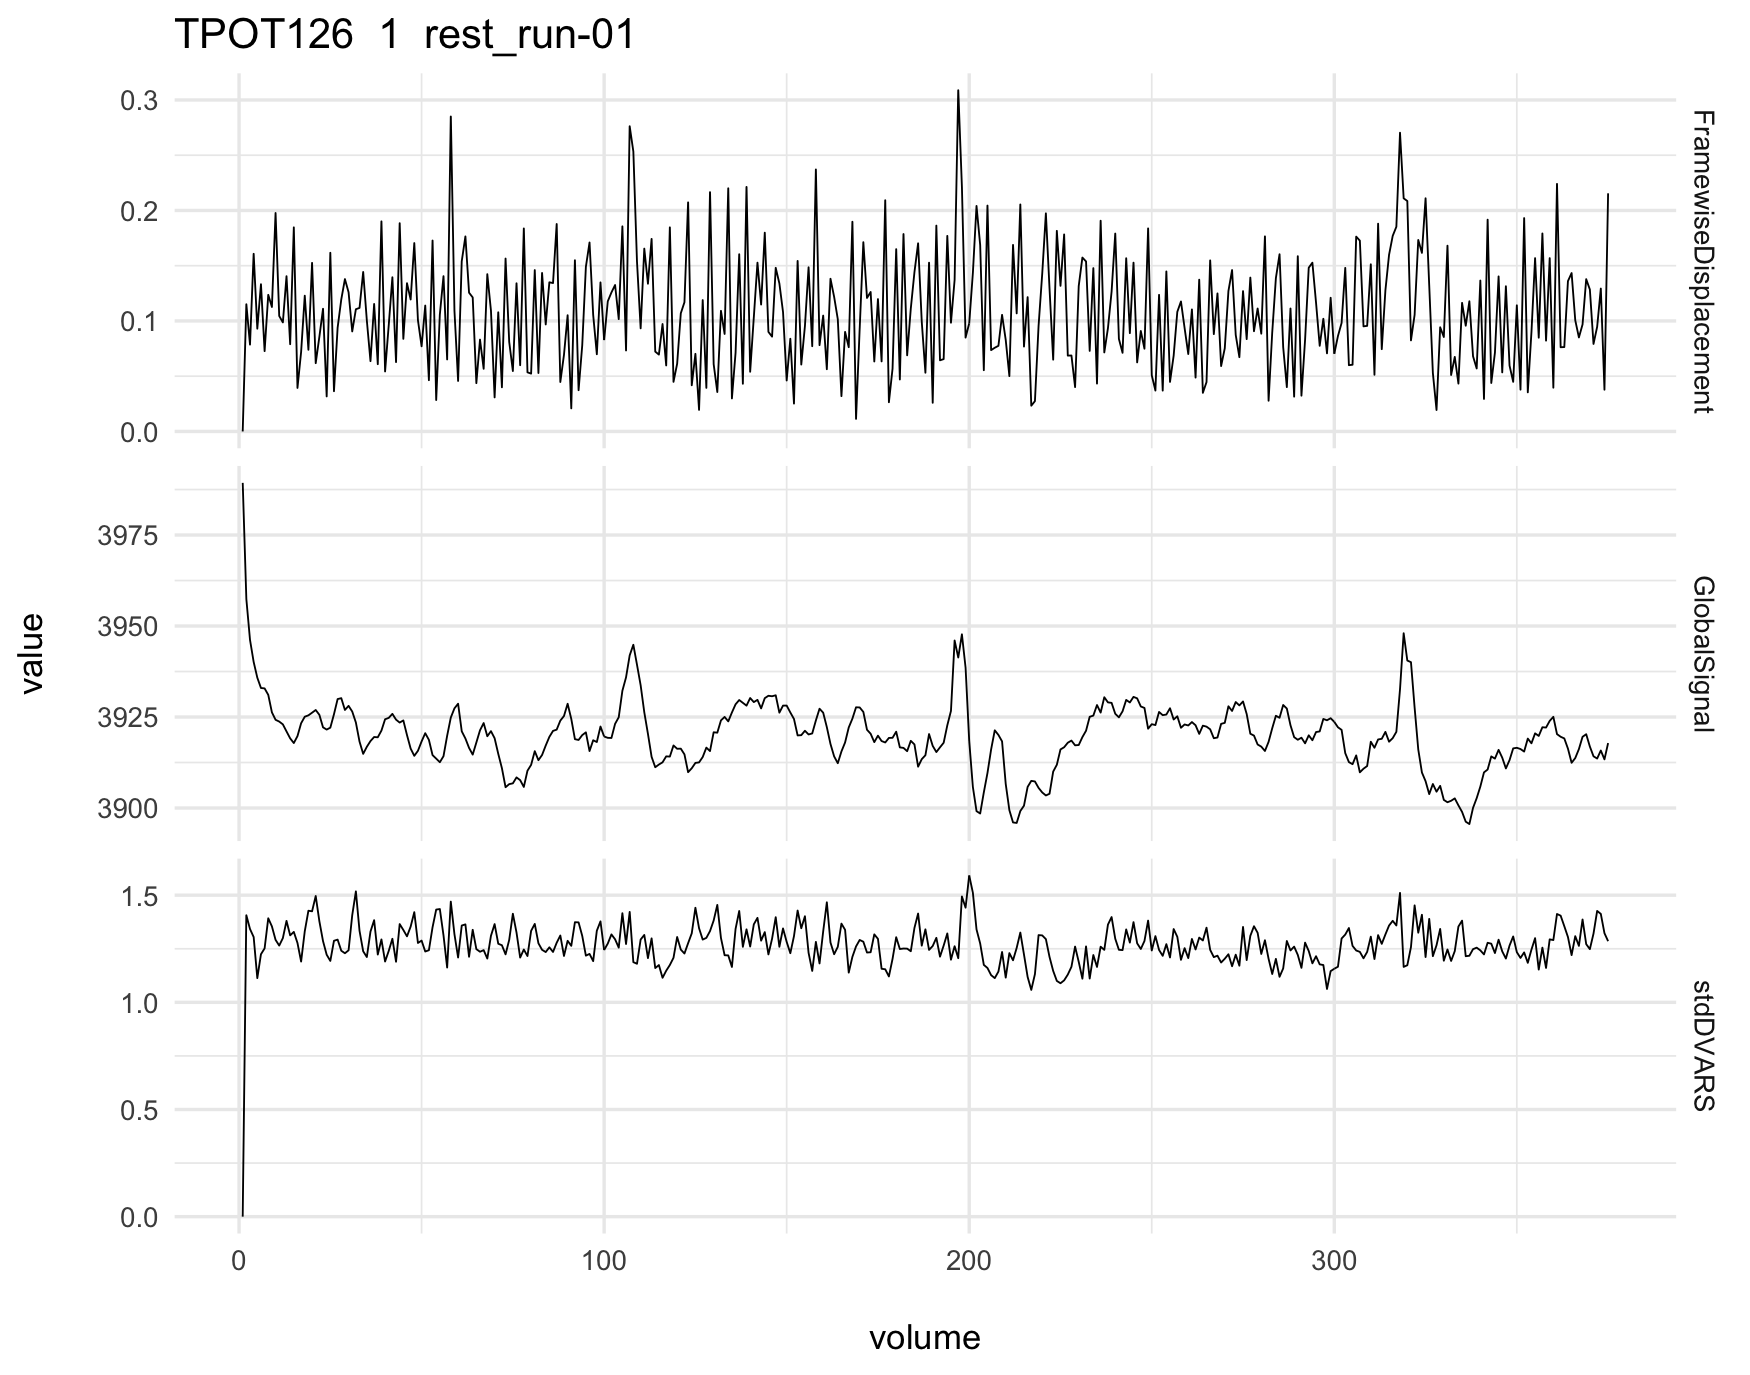 TPOT126 1 rest_run-01
0.3
0.2
0.1
0.0
FramewiseDisplacement
3975
3950
3925
3900
GlobalSignal
value
1.5
1.0
0.5
0.0
stdDVARS
0 100 200 300
volume